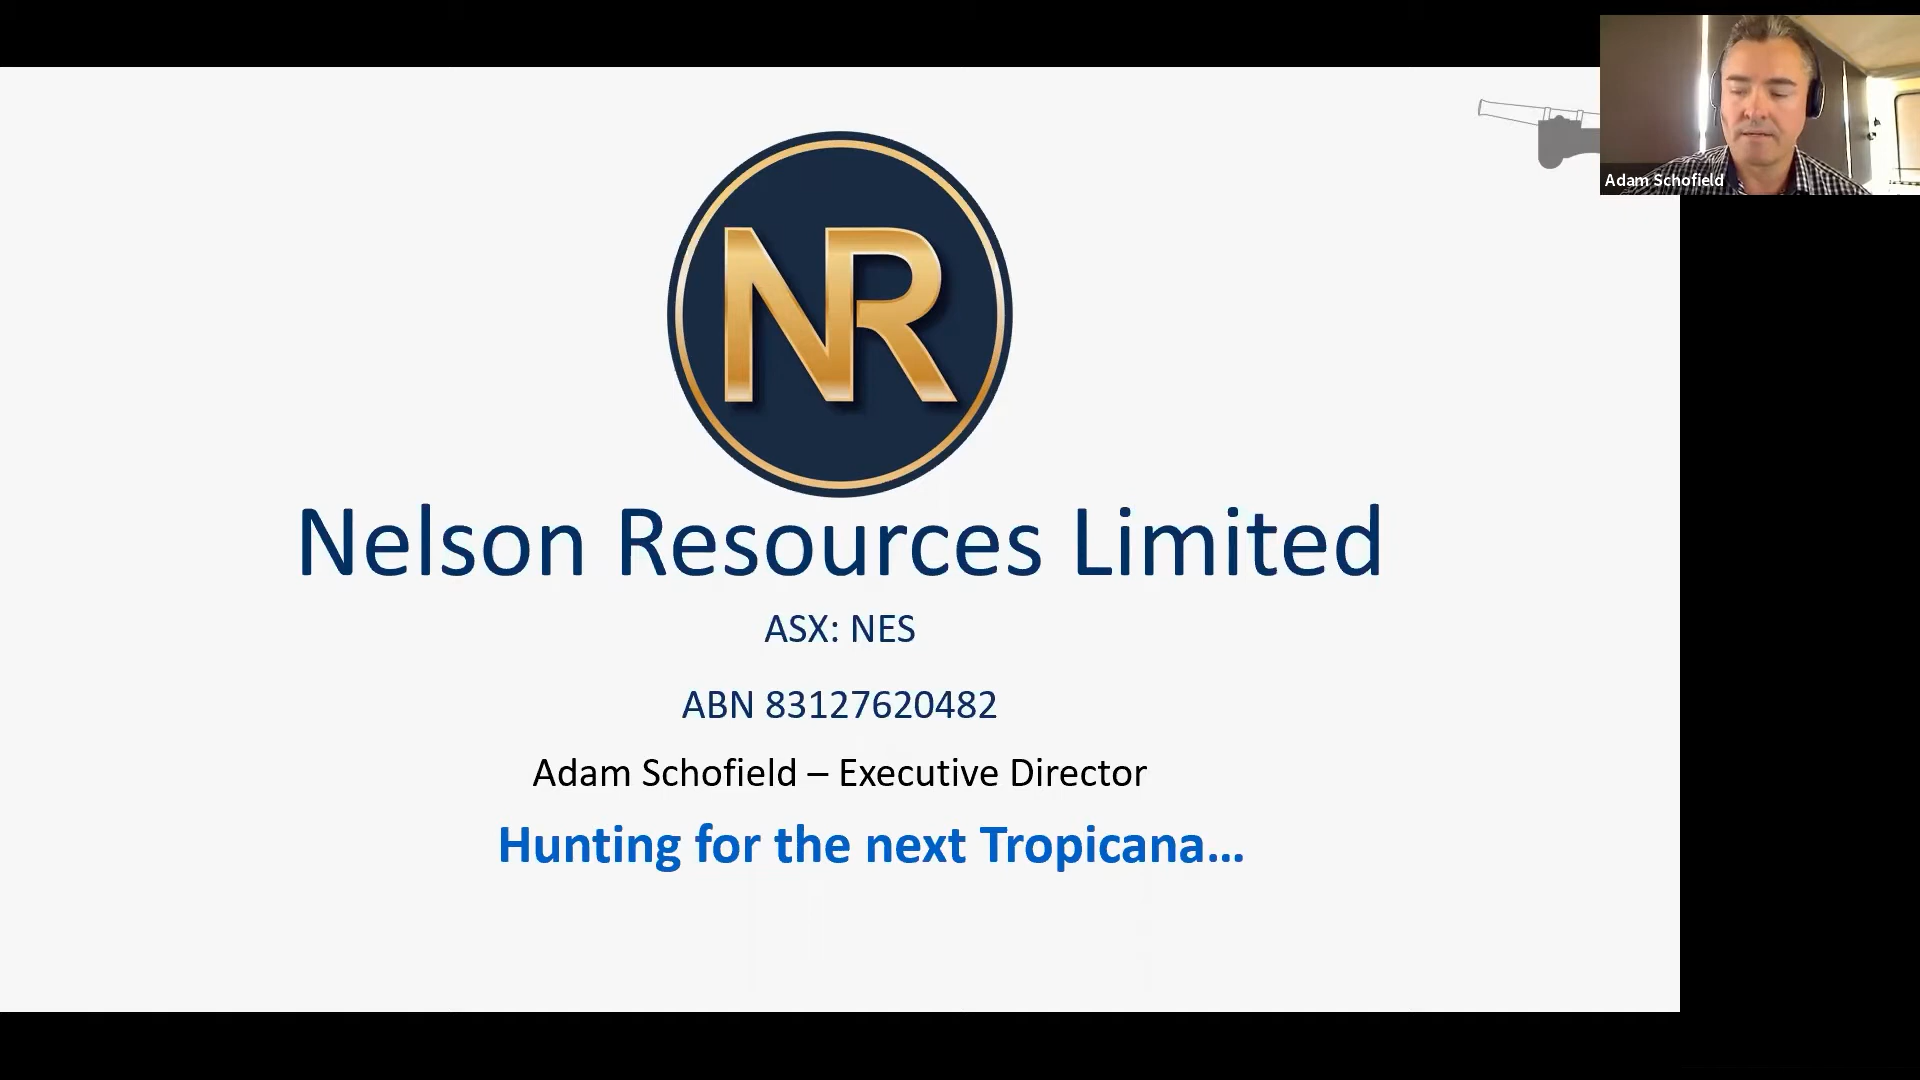 Adam Schofield
NR
Nelson Resources Limited
ASX: NES
ABN 83127620482
Adam Schofield – Executive Director
Hunting for the next Tropicana...